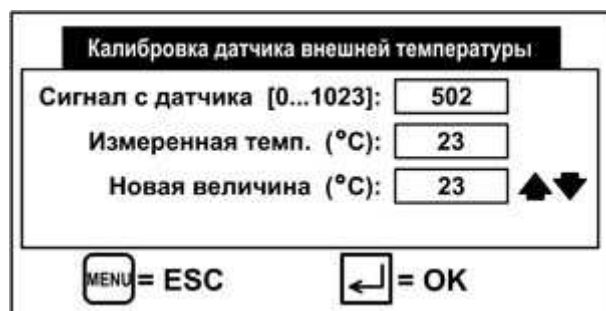 Калибровка датчика внешней температуры
Сигнал с датчика [0...1023]: 502
Измеренная темп. (°C): 23
Новая величина (°C): 23
MENU = ESC = OK